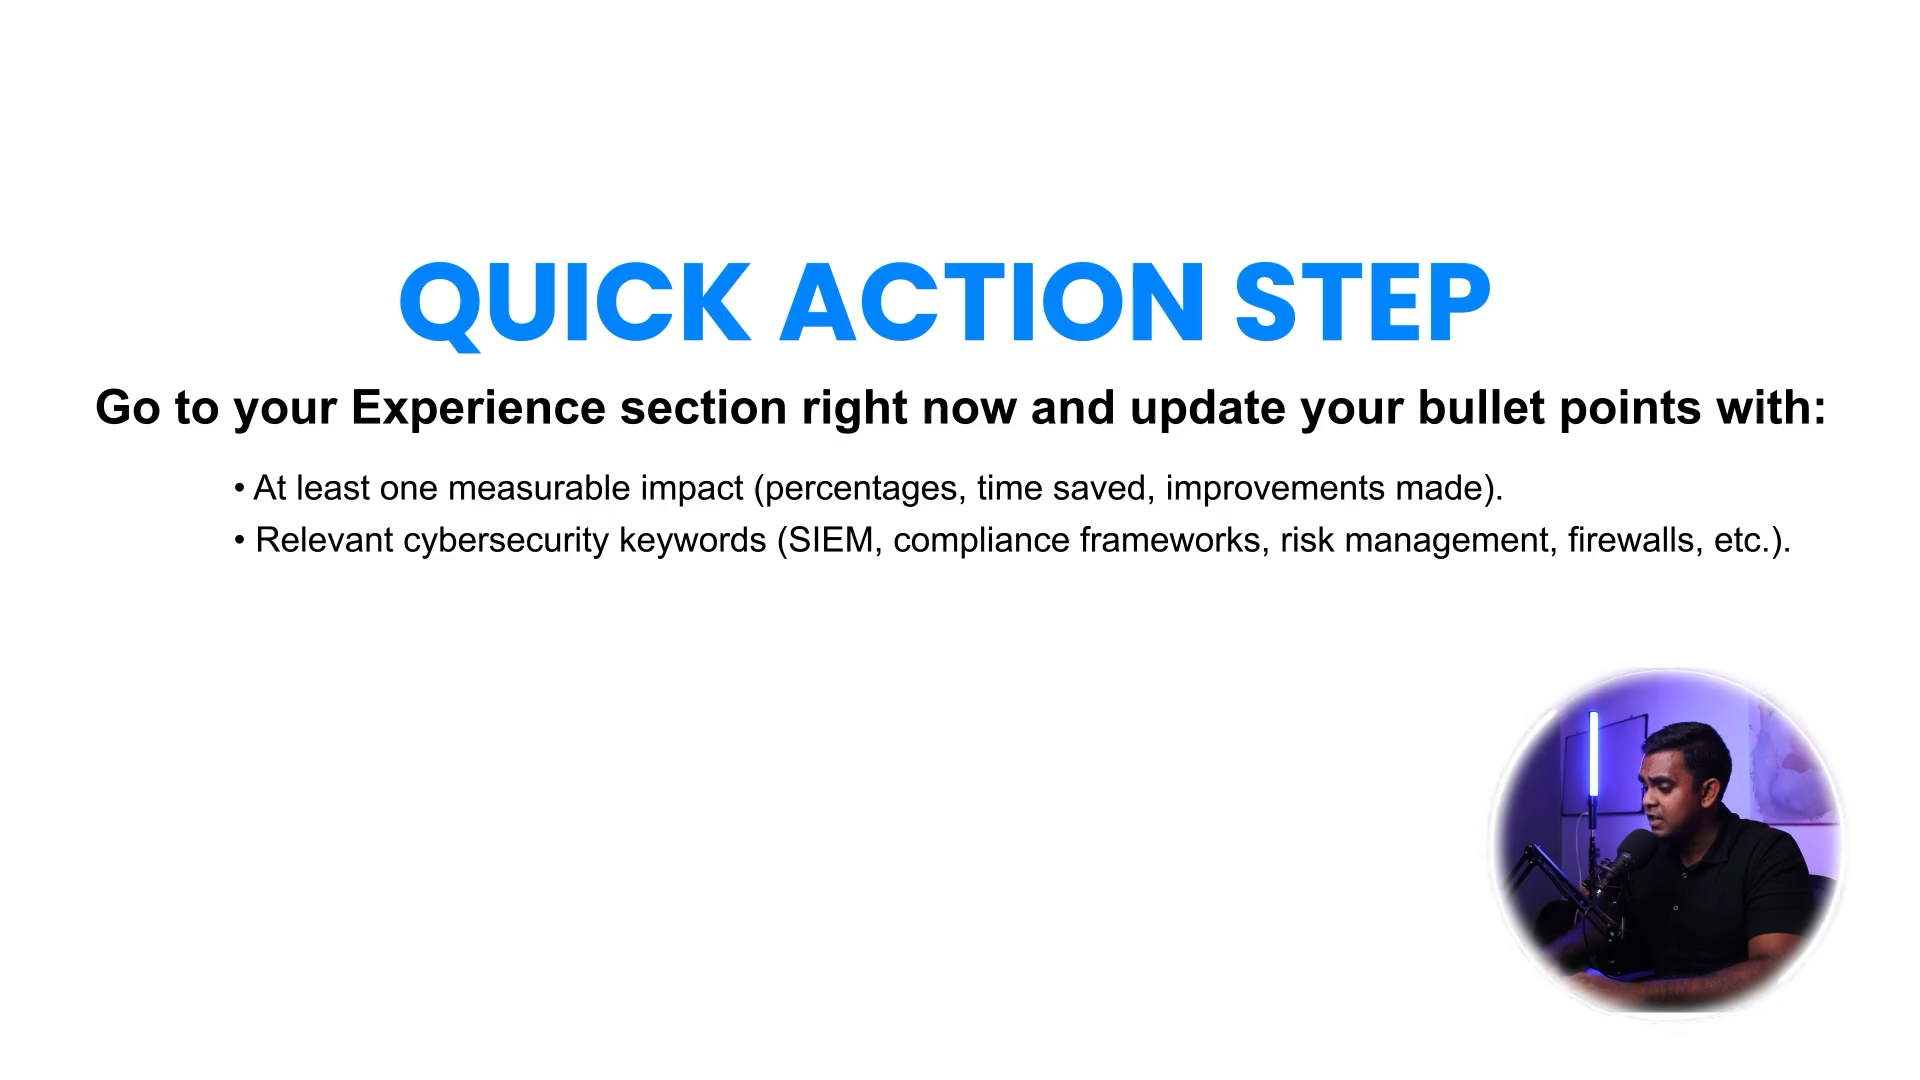 QUICK ACTION STEP
Go to your Experience section right now and update your bullet points with:
• At least one measurable impact (percentages, time saved, improvements made).
• Relevant cybersecurity keywords (SIEM, compliance frameworks, risk management, firewalls, etc.).